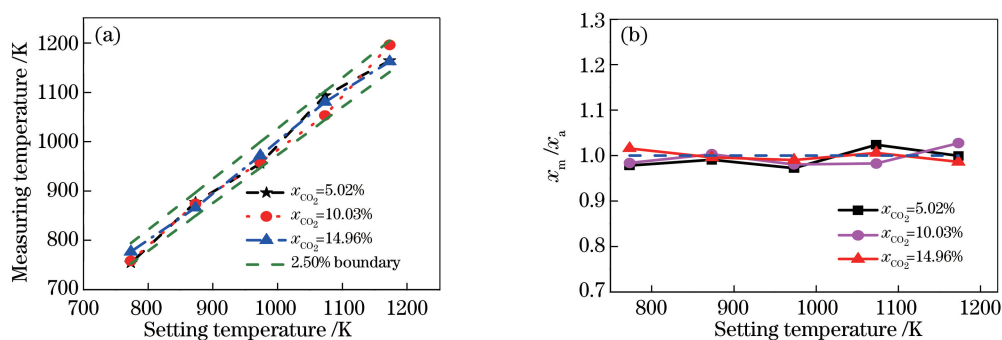 (a)
Measuring temperature /K
1200
1100
1000
900
800
700
700 800 900 1000 1100 1200
Setting temperature /K
x_CO₂=5.02%
x_CO₂=10.03%
x_CO₂=14.96%
2.50% boundary
(b)
x_m/x_a
1.3
1.2
1.1
1.0
0.9
0.8
0.7
800 900 1000 1100 1200
Setting temperature /K
x_CO₂=5.02%
x_CO₂=10.03%
x_CO₂=14.96%